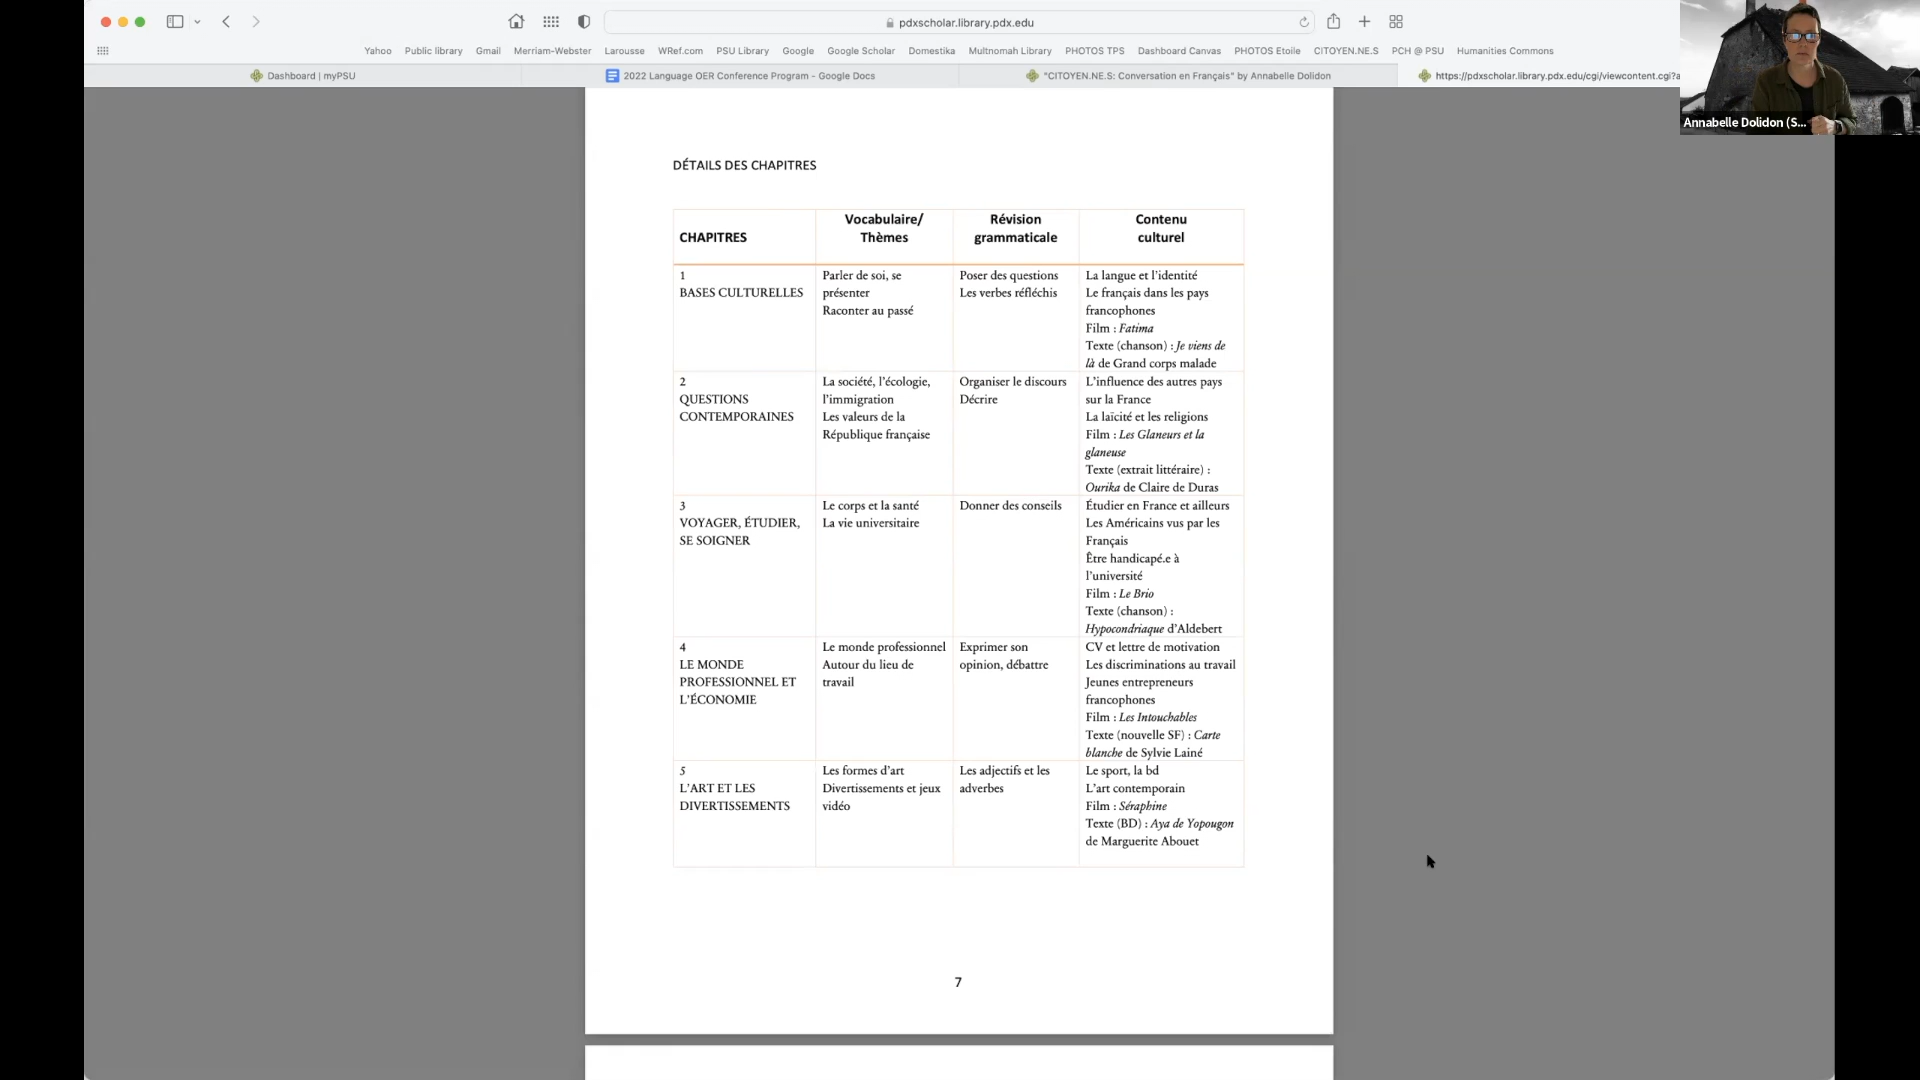 pdxscholar.library.pdx.edu
Yahoo Public library Gmail Merriam-Webster Larousse WRef.com PSU Library Google Google Scholar Domestika Multnomah Library PHOTOS TPS Dashboard Canvas PHOTOS Etoile CiTOYEN.NE.S PCH @ PSU Humanities Commons
Dashboard | myPSU
2022 Language OER Conference Program - Google Docs
"CITOYEN.NE.S: Conversation en Français" by Annabelle Dolidon
https://pdxscholar.library.pdx.edu/cgi/viewcontent.cgi?a
Annabelle Dolidon (S...
DÉTAILS DES CHAPITRES
CHAPITRES
Vocabulaire/
Thèmes
Révision
grammaticale
Contenu
culturel
1
BASES CULTURELLES
Parler de soi, se
présenter
Raconter au passé
Poser des questions
Les verbes réfléchis
La langue et l'identité
Le français dans les pays
francophones
Film : Fatima
Texte (chanson) : Je viens de
là de Grand corps malade
2
QUESTIONS
CONTEMPORAINES
La société, l'écologie,
l'immigration
Les valeurs de la
République française
Organiser le discours
Décrire
L'influence des autres pays
sur la France
La laïcité et les religions
Film : Les Glaneurs et la
glaneuse
Texte (extrait littéraire) :
Ourika de Claire de Duras
3
VOYAGER, ÉTUDIER,
SE SOIGNER
Le corps et la santé
La vie universitaire
Donner des conseils
Étudier en France et ailleurs
Les Américains vus par les
Français
Être handicapé.e à
l'université
Film : Le Brio
Texte (chanson) :
Hypocondriaque d'Aldebert
4
LE MONDE
PROFESSIONNEL ET
L'ÉCONOMIE
Le monde professionnel
Autour du lieu de
travail
Exprimer son
opinion, débattre
CV et lettre de motivation
Les discriminations au travail
Jeunes entrepreneurs
francophones
Film : Les Intouchables
Texte (nouvelle SF) : Carte
blanche de Sylvie Lainé
5
L'ART ET LES
DIVERTISSEMENTS
Les formes d'art
Divertissements et jeux
vidéo
Les adjectifs et les
adverbes
Le sport, la bd
L'art contemporain
Film : Séraphine
Texte (BD) : Aya de Yopougon
de Marguerite Abouet
7